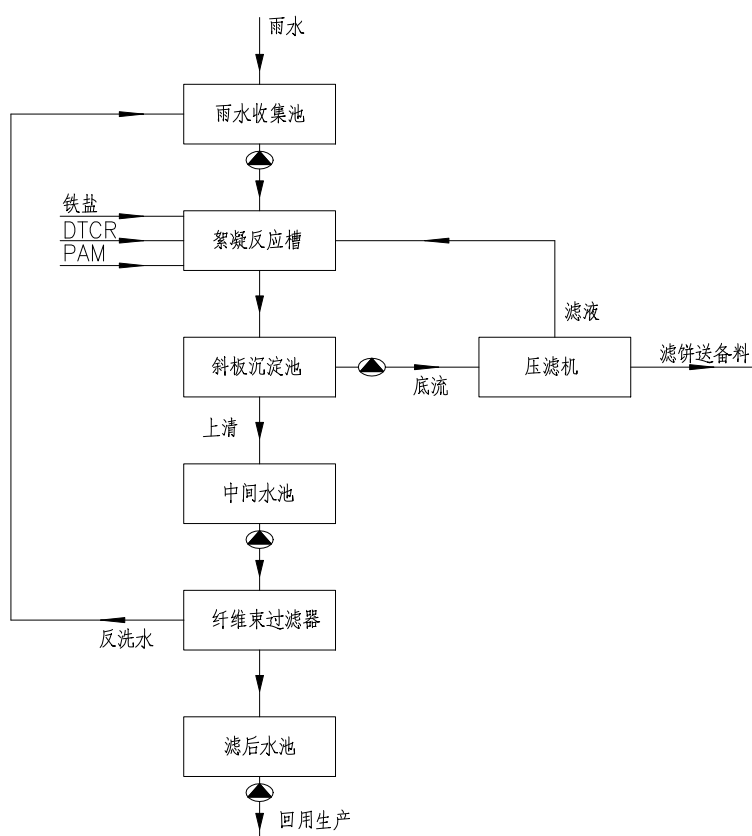 雨水
雨水收集池
铁盐
DTCR
PAM
絮凝反应槽
滤液
斜板沉淀池
底流
压滤机
滤饼送备料
上清
中间水池
纤维束过滤器
反洗水
滤后水池
回用生产